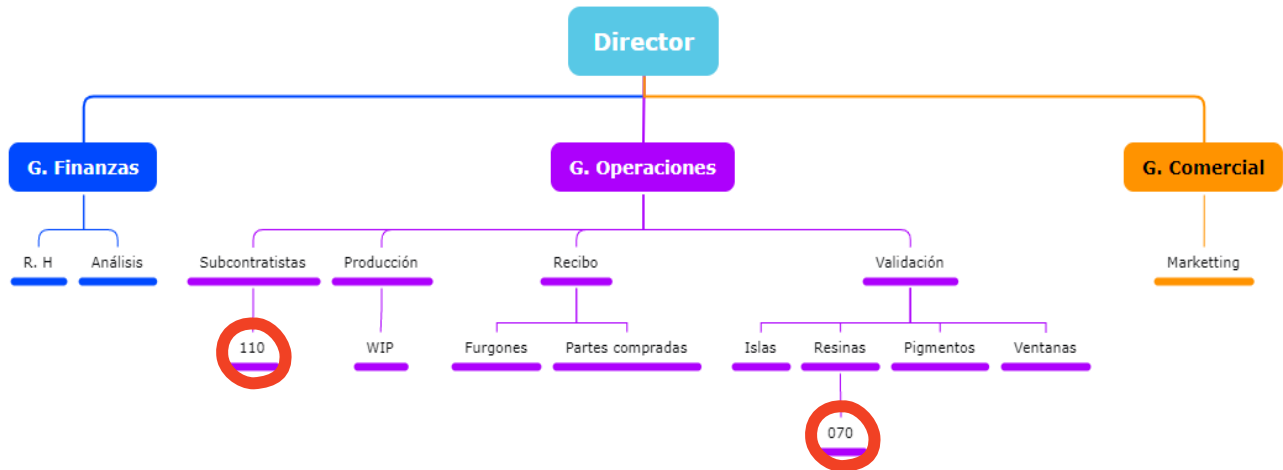 Director
G. Finanzas
G. Operaciones
G. Comercial
R. H
Análisis
Subcontratistas
Producción
Recibo
Validación
Marketting
110
WIP
Furgones
Partes compradas
Islas
Resinas
Pigmentos
Ventanas
070